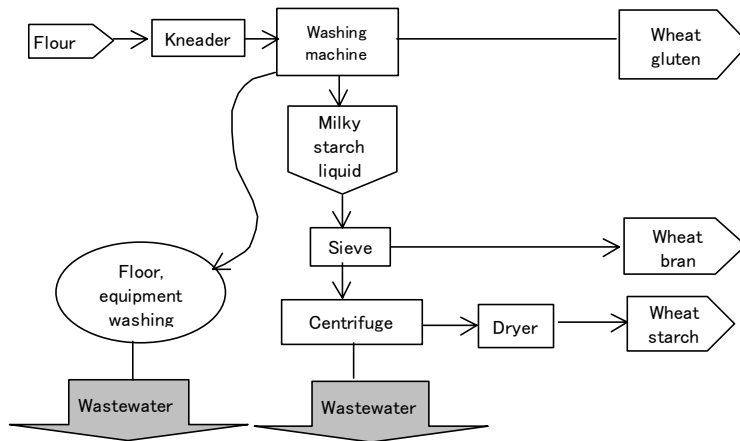 Flour
Kneader
Washing
machine
Wheat
gluten
Milky
starch
liquid
Sieve
Wheat
bran
Floor,
equipment
washing
Centrifuge
Dryer
Wheat
starch
Wastewater
Wastewater